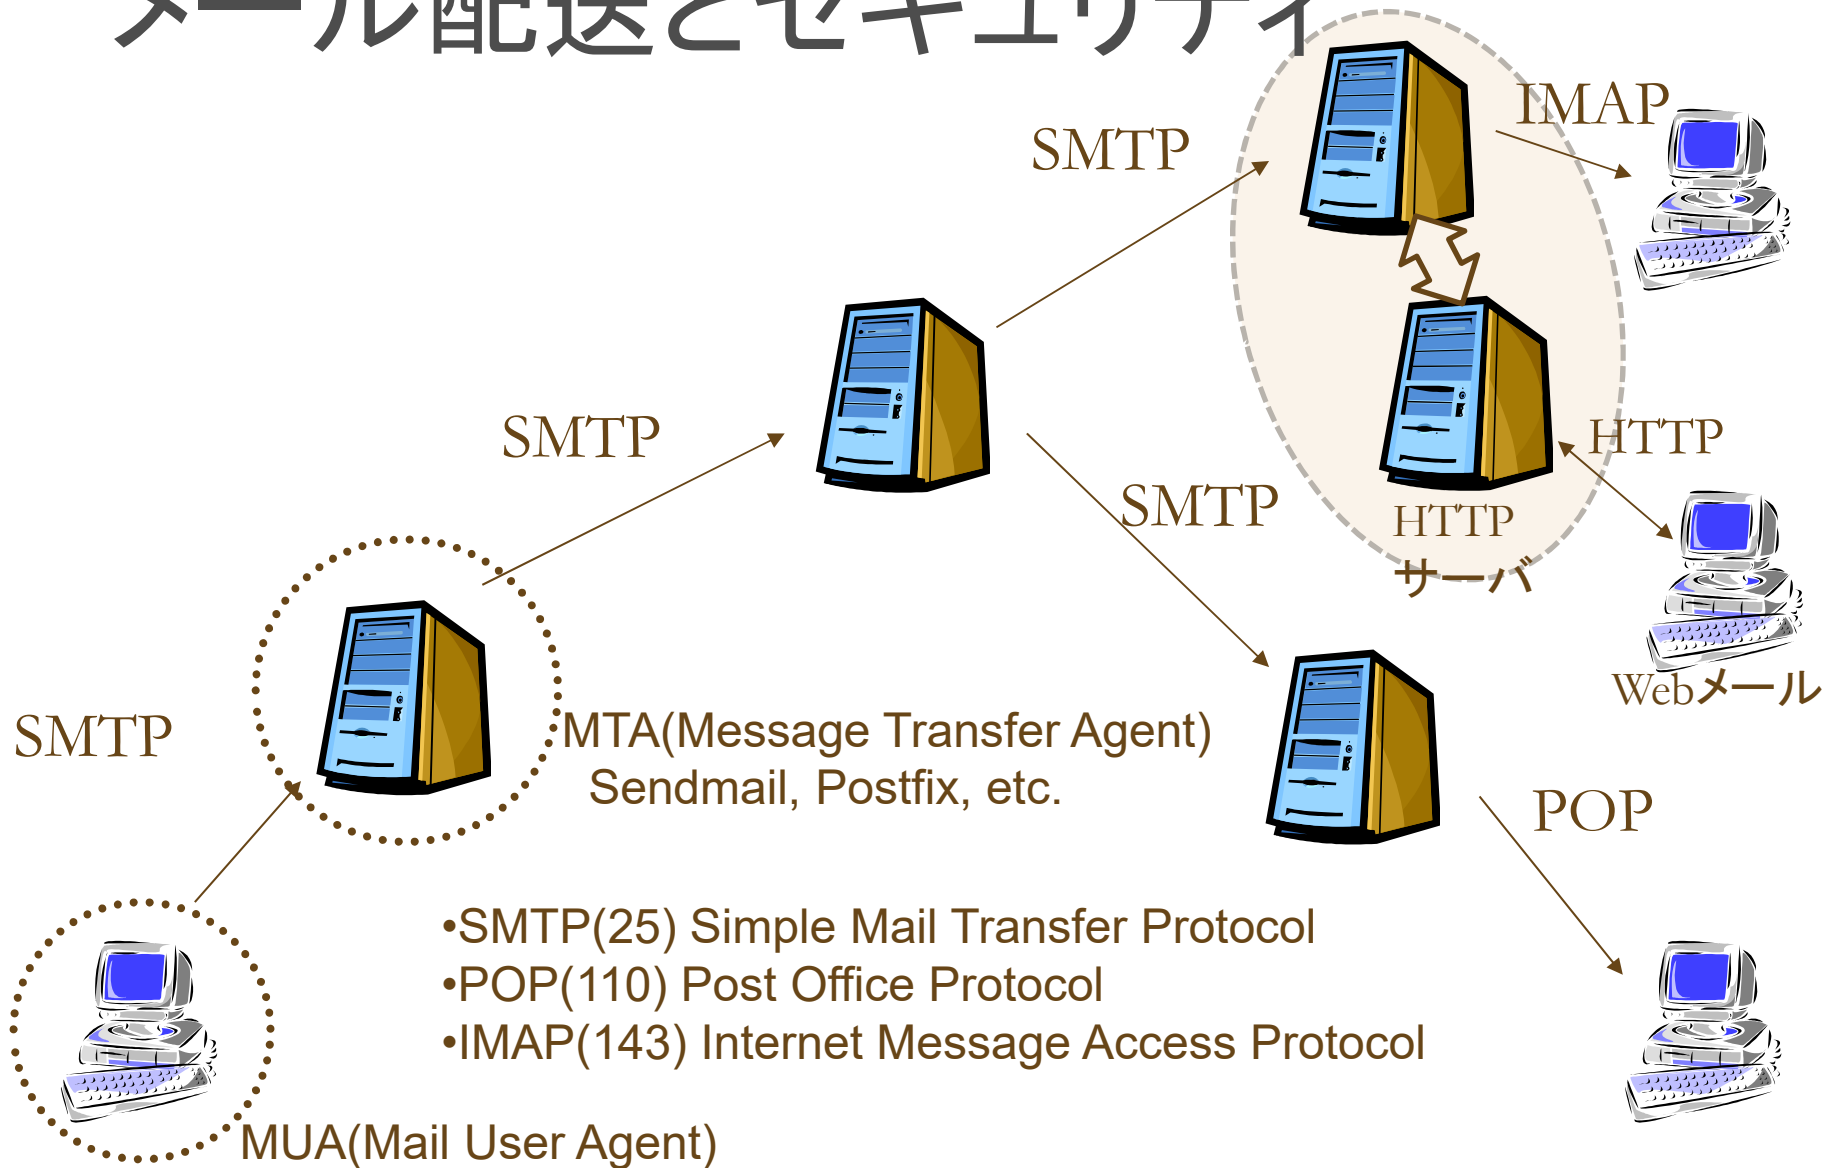 メール配送とセキュリティ
IMAP
SMTP
SMTP
HTTP
SMTP
HTTP
サーバ
Webメール
SMTP
MTA(Message Transfer Agent)
Sendmail, Postfix, etc.
POP
•SMTP(25) Simple Mail Transfer Protocol
•POP(110) Post Office Protocol
•IMAP(143) Internet Message Access Protocol
MUA(Mail User Agent)